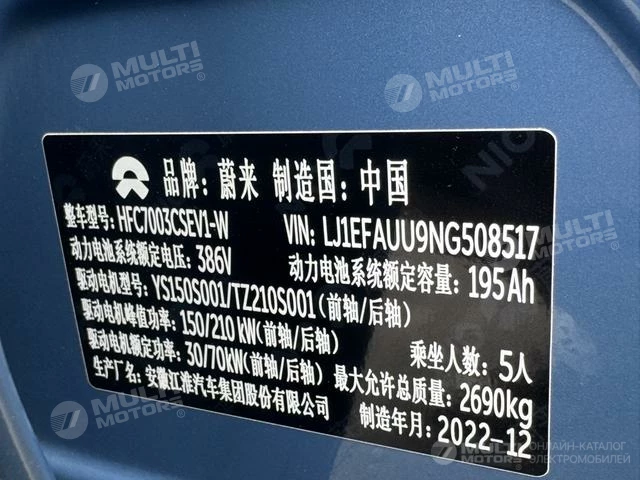 MULTI MOTORS®
MULTI MOTORS®
品牌: 蔚来 制造国: 中国
整车型号: HFC7003CSEV1-W VIN: LJ1EFAUU9NG508517
动力电池系统额定电压: 386V 动力电池系统额定容量: 195Ah
驱动电机型号: YS150S001/TZ210S001(前轴/后轴)
驱动电机峰值功率: 150/210kW(前轴/后轴)
驱动电机额定功率: 30/70kW(前轴/后轴) 乘坐人数: 5人
生产厂名: 安徽江淮汽车集团股份有限公司 最大允许总质量: 2690kg
制造年月: 2022-12
MULTI MOTORS®
MULTI MOTORS®
ОНЛАЙН-КАТАЛОГ
ЭЛЕКТРОМОБИЛЕЙ